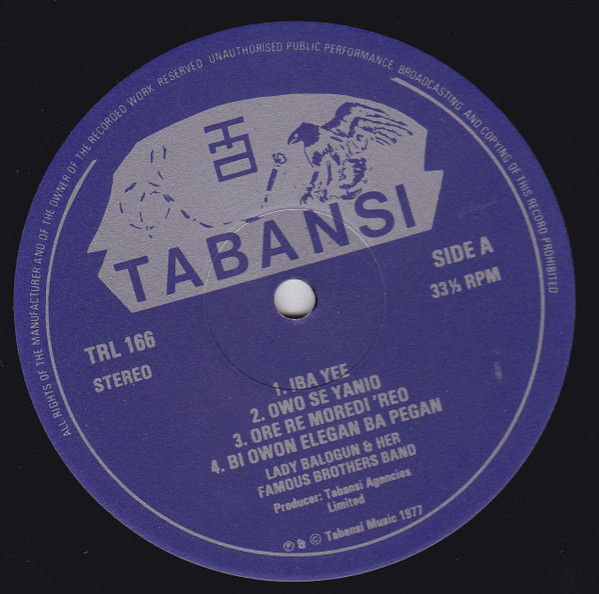 ALL RIGHTS OF THE MANUFACTURER AND OF THE OWNER OF THE RECORDED WORK RESERVED. UNAUTHORISED PUBLIC PERFORMANCE, BROADCASTING AND COPYING OF THIS RECORD PROHIBITED
TABANSI
SIDE A
33⅓ RPM
TRL 166
STEREO
1. IBA YEE
2. OWO SE YANIO
3. ORE RE MOREDI 'REO
4. BI OWON ELEGAN BA PEGAN
LADY BALOGUN & HER
FAMOUS BROTHERS BAND
Producer: Tabansi Agencies
Limited
℗ & © Tabansi Music 1977